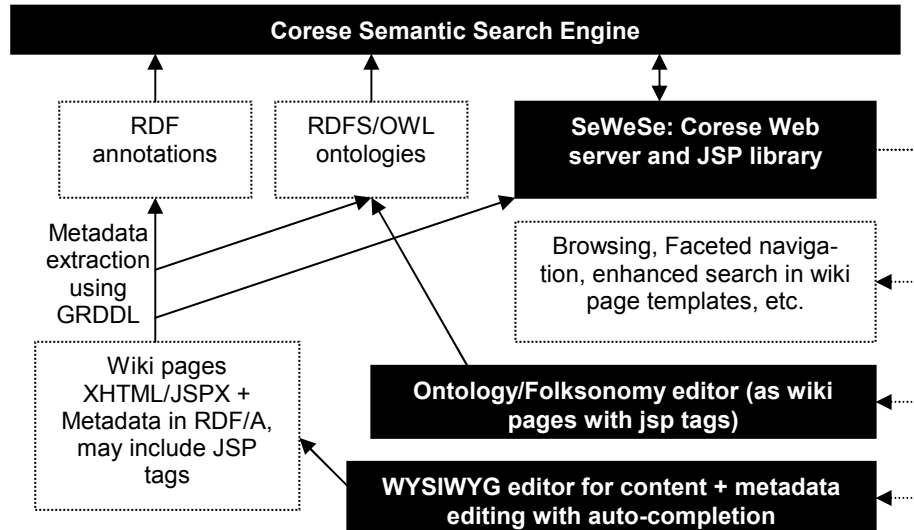 Corese Semantic Search Engine
RDF
annotations
RDFS/OWL
ontologies
SeWeSe: Corese Web
server and JSP library
Metadata
extraction
using
GRDDL
Browsing, Faceted naviga-
tion, enhanced search in wiki
page templates, etc.
Wiki pages
XHTML/JSPX +
Metadata in RDF/A,
may include JSP
tags
Ontology/Folksonomy editor (as wiki
pages with jsp tags)
WYSIWYG editor for content + metadata
editing with auto-completion